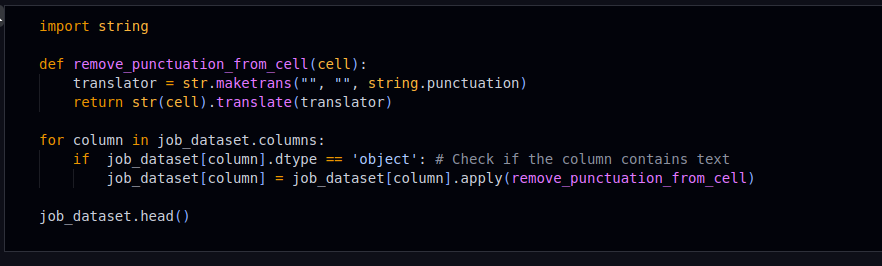 import string
def remove_punctuation_from_cell(cell):
    translator = str.maketrans("", "", string.punctuation)
    return str(cell).translate(translator)
for column in job_dataset.columns:
    if  job_dataset[column].dtype == 'object': # Check if the column contains text
        job_dataset[column] = job_dataset[column].apply(remove_punctuation_from_cell)
job_dataset.head()